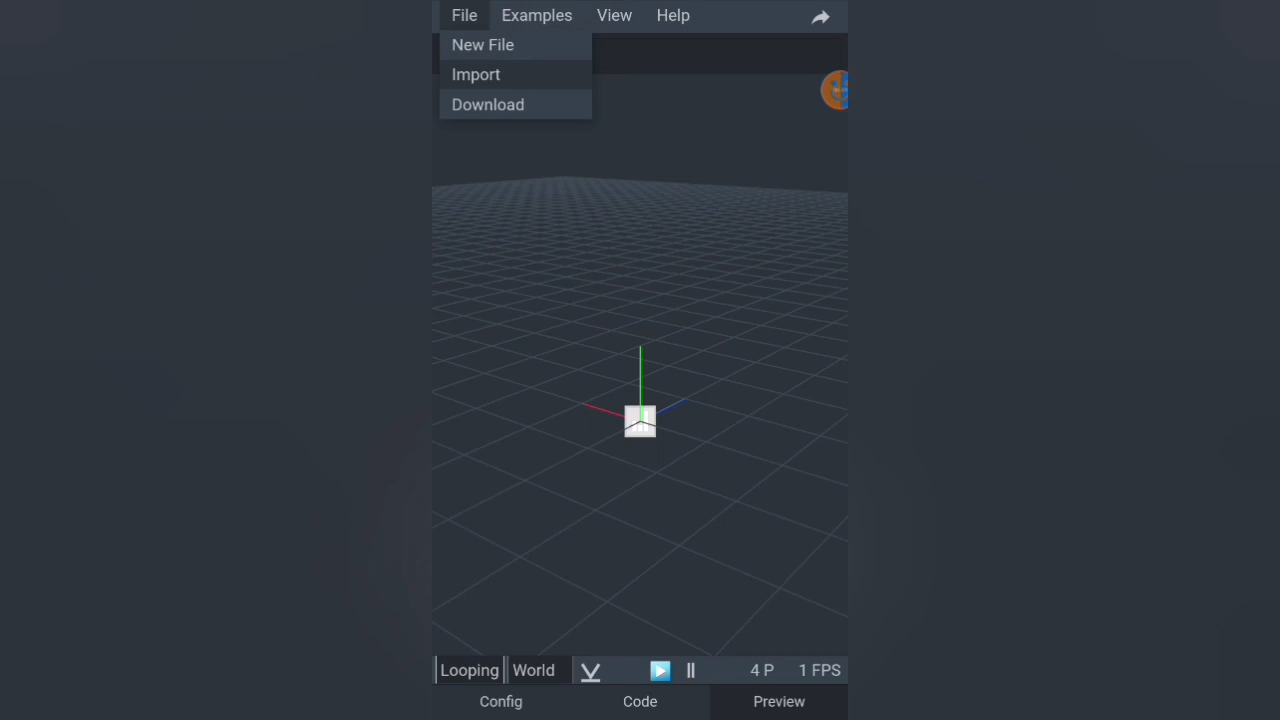 File Examples View Help
New File
Import
Download
Looping World 4 P 1 FPS
Config Code Preview